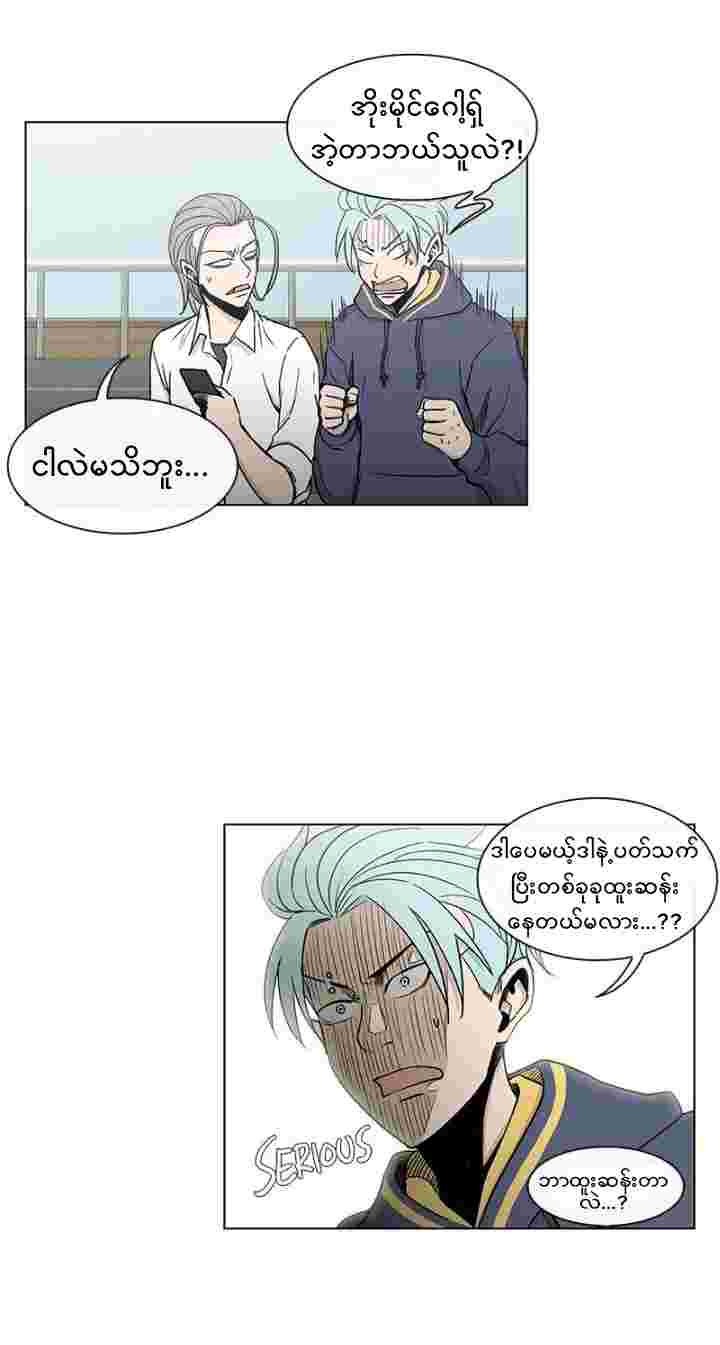 အိုးမိုင်ဂေါ့ရှ်
အဲ့တာဘယ်သူလဲ?!
ငါလဲမသိဘူး...
ဒါပေမယ့်ဒါနဲ့ပတ်သက်
ပြီးတစ်ခုခုထူးဆန်း
နေတယ်မလား...??
SERIOUS
ဘာထူးဆန်းတာ
လဲ...?